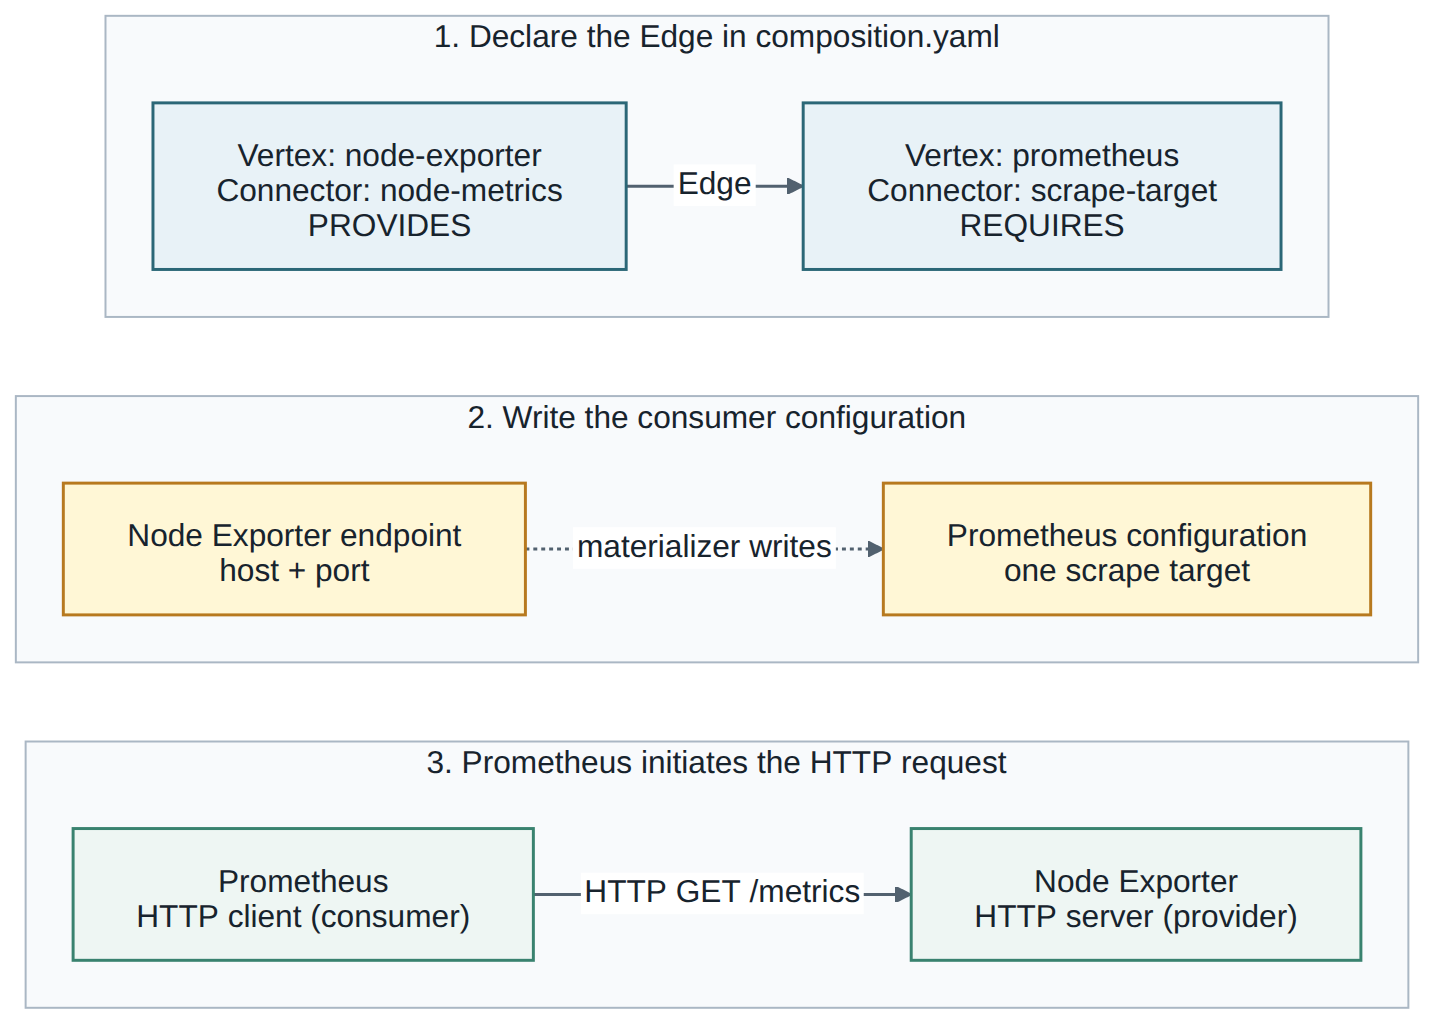 1. Declare the Edge in composition.yaml
Vertex: node-exporter
Connector: node-metrics
PROVIDES
Edge
Vertex: prometheus
Connector: scrape-target
REQUIRES
2. Write the consumer configuration
Node Exporter endpoint
host + port
materializer writes
Prometheus configuration
one scrape target
3. Prometheus initiates the HTTP request
Prometheus
HTTP client (consumer)
HTTP GET /metrics
Node Exporter
HTTP server (provider)